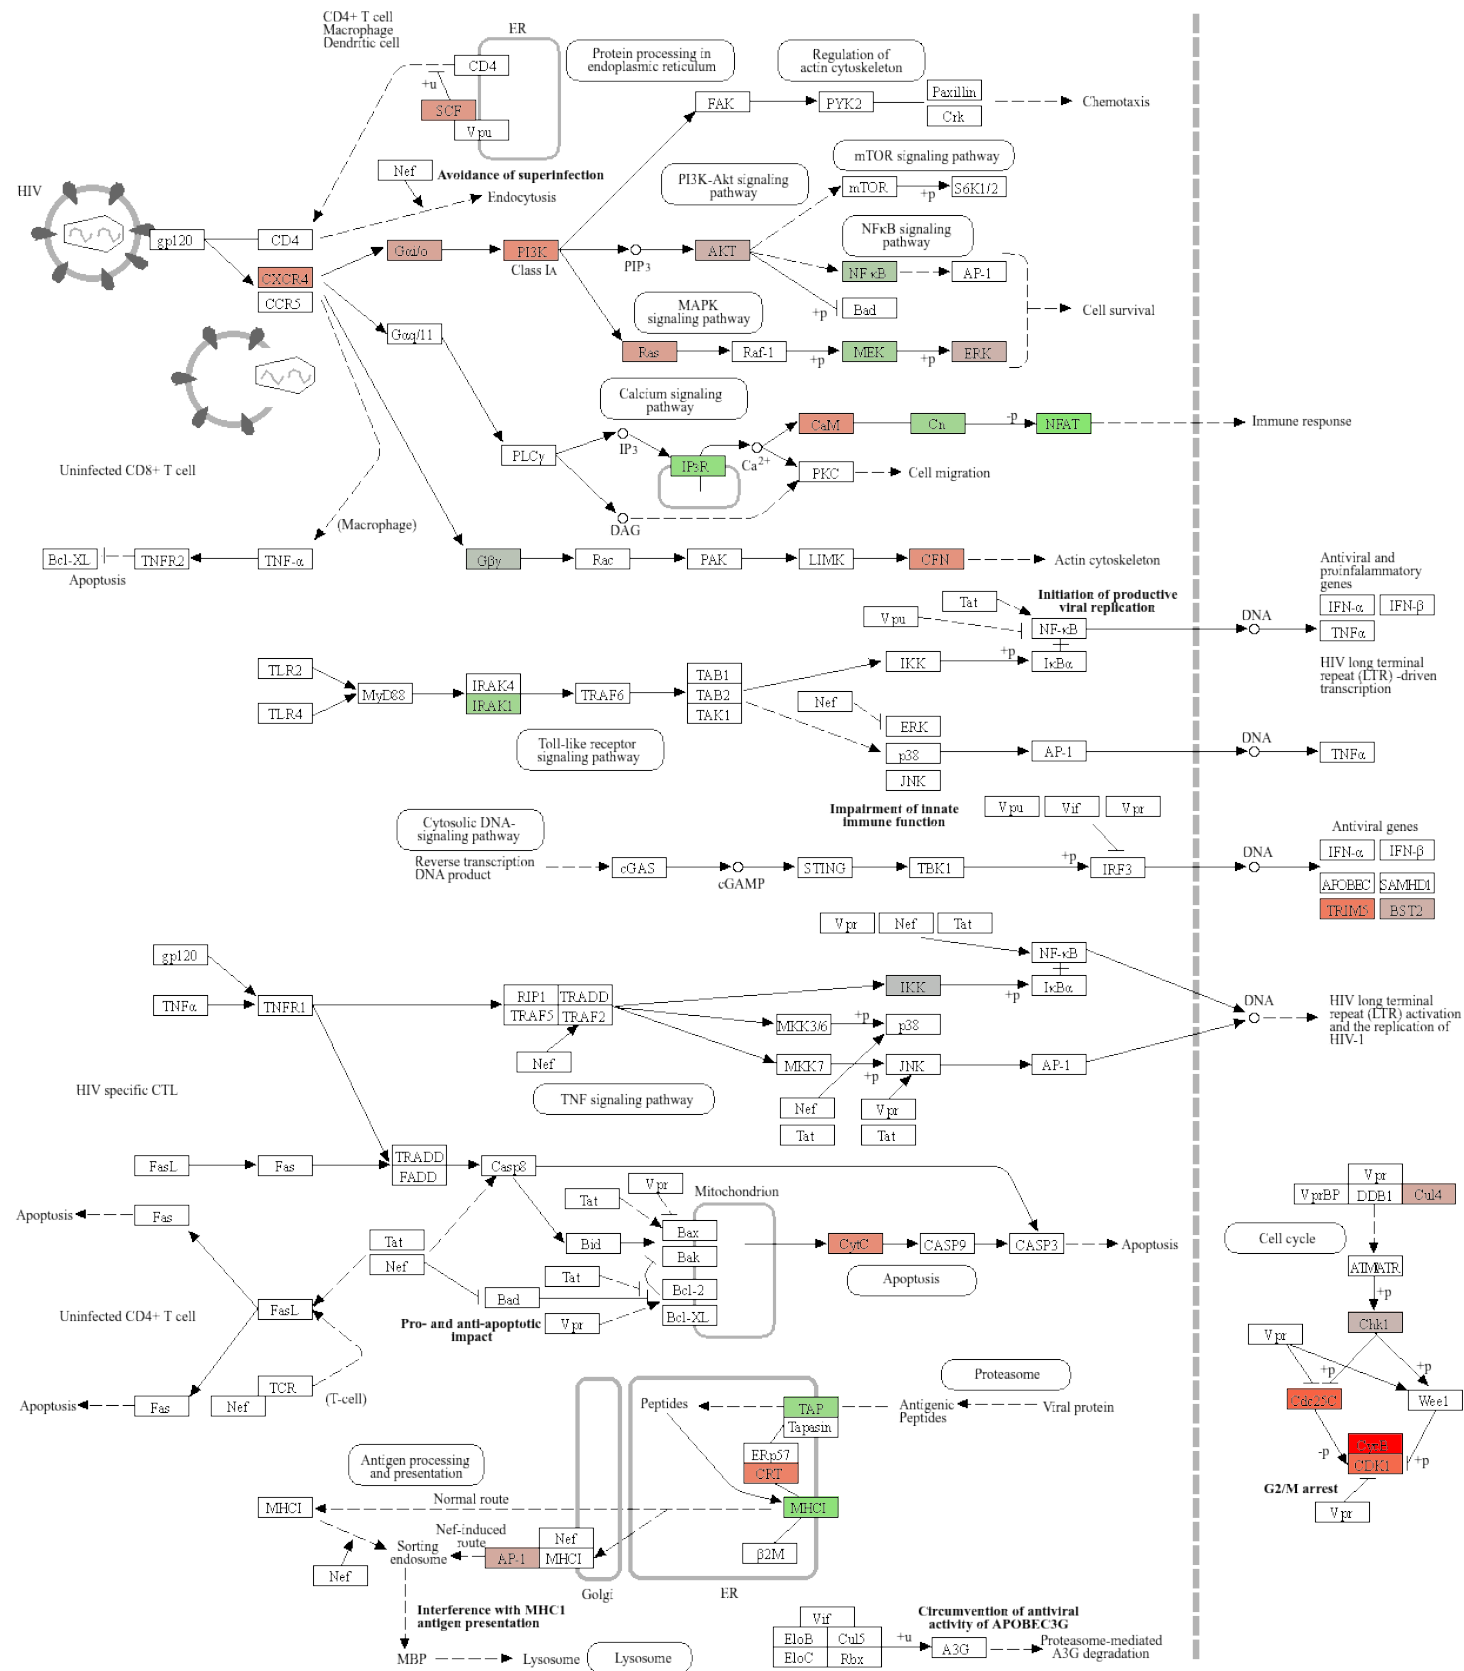 CD4+ T cell
Macrophage
Dendritic cell
ER
CD4
+u
SCF
Vpu
Protein processing in
endoplasmic reticulum
Regulation of
actin cytoskeleton
FAK
PYK2
Paxillin
Crk
Chemotaxis
HIV
Nef
Avoidance of superinfection
Endocytosis
PI3K-Akt signaling
pathway
mTOR signaling pathway
mTOR
+p
S6K1/2
NFκB signaling
pathway
gp120
CD4
CXCR4
CCR5
Gαi/o
PI3K
Class IA
PIP3
AKT
NFκB
AP-1
Bad
+p
Cell survival
MAPK
signaling pathway
Gαq/11
Ras
Raf-1
+p
MEK
+p
ERK
Calcium signaling
pathway
PLCγ
IP3
IP3R
Ca2+
CaM
Cn
-p
NFAT
Immune response
PKC
Cell migration
DAG
Uninfected CD8+ T cell
(Macrophage)
Bcl-XL
TNFR2
TNF-α
Apoptosis
Gβγ
Rac
PAK
LIMK
CFN
Actin cytoskeleton
Antiviral and
proinfalammatory
genes
IFN-α
IFN-β
TNFα
Tat
Initiation of productive
viral replication
Vpu
NF-κB
DNA
IKK
+p
IκBα
HIV long terminal
repeat (LTR) -driven
transcription
TLR2
TLR4
MyD88
IRAK4
IRAK1
TRAF6
TAB1
TAB2
TAK1
Nef
ERK
p38
JNK
AP-1
DNA
TNFα
Toll-like receptor
signaling pathway
Impairment of innate
immune function
Vpu
Vif
Vpr
Cytosolic DNA-
signaling pathway
Reverse transcription
DNA product
cGAS
cGAMP
STING
TBK1
+p
IRF3
DNA
Antiviral genes
IFN-α
IFN-β
APOBEC
SAMHD1
TRIM5
BST2
Vpr
Nef
Tat
gp120
TNFα
TNFR1
RIP1
TRADD
TRAF5
TRAF2
Nef
NF-κB
IKK
+p
IκBα
MKK3/6
+p
p38
MKK7
+p
JNK
AP-1
DNA
HIV long terminal
repeat (LTR) activation
and the replication of
HIV-1
Nef
Tat
Vpr
Tat
TNF signaling pathway
HIV specific CTL
FasL
Fas
TRADD
FADD
Casp8
Apoptosis
Fas
Tat
Nef
Tat
Vpr
Mitochondrion
Bid
Bax
Bak
Bcl-2
Bcl-XL
Tat
Bad
Vpr
CytC
CASP9
CASP3
Apoptosis
Apoptosis
Pro- and anti-apoptotic
impact
Uninfected CD4+ T cell
FasL
TCR
Nef
(T-cell)
Apoptosis
Fas
Vpr
VprBP
DDB1
Cul4
Cell cycle
ATM
ATR
+p
Chk1
Vpr
+p
+p
Cdc25C
Wee1
-p
CycB
CDK1
+p
G2/M arrest
Vpr
Proteasome
Peptides
TAP
Tapasin
Antigenic
Peptides
Viral protein
ERp57
CRT
MHCI
β2M
Antigen processing
and presentation
Normal route
MHCI
Nef-induced
route
Nef
Sorting
endosome
AP-1
Nef
MHCI
Golgi
ER
Interference with MHC1
antigen presentation
MBP
Lysosome
Lysosome
Vif
EloB
Cul5
EloC
Rbx
+u
Circumvention of antiviral
activity of APOBEC3G
A3G
Proteasome-mediated
A3G degradation